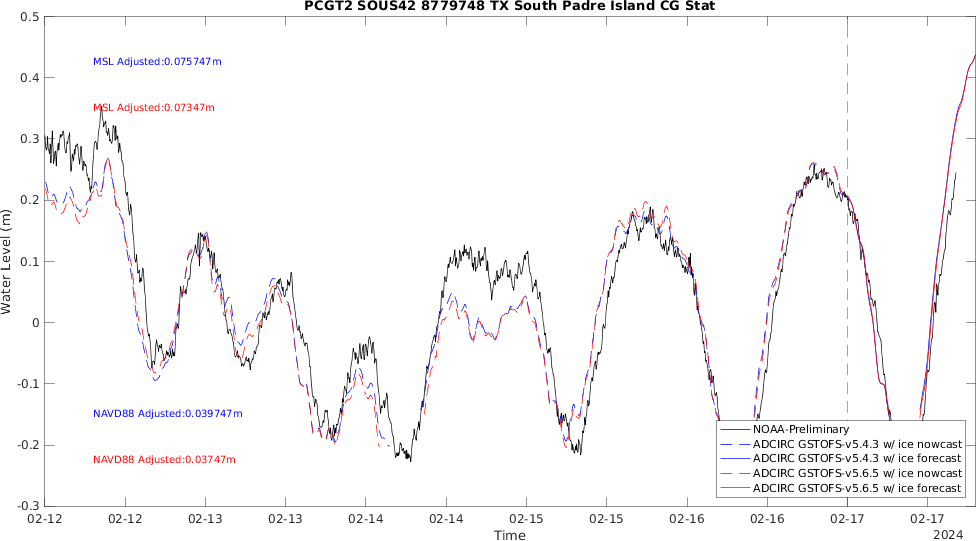 PCGT2 SOUS42 8779748 TX South Padre Island CG Stat
0.5
0.4
0.3
0.2
0.1
0
-0.1
-0.2
-0.3
Water Level (m)
MSL Adjusted:0.075747m
MSL Adjusted:0.07347m
NAVD88 Adjusted:0.039747m
NAVD88 Adjusted:0.03747m
NOAA-Preliminary
ADCIRC GSTOFS-v5.4.3 w/ ice nowcast
ADCIRC GSTOFS-v5.4.3 w/ ice forecast
ADCIRC GSTOFS-v5.6.5 w/ ice nowcast
ADCIRC GSTOFS-v5.6.5 w/ ice forecast
02-12 02-12 02-13 02-13 02-14 02-14 02-15 02-15 02-16 02-16 02-17 02-17
Time
2024